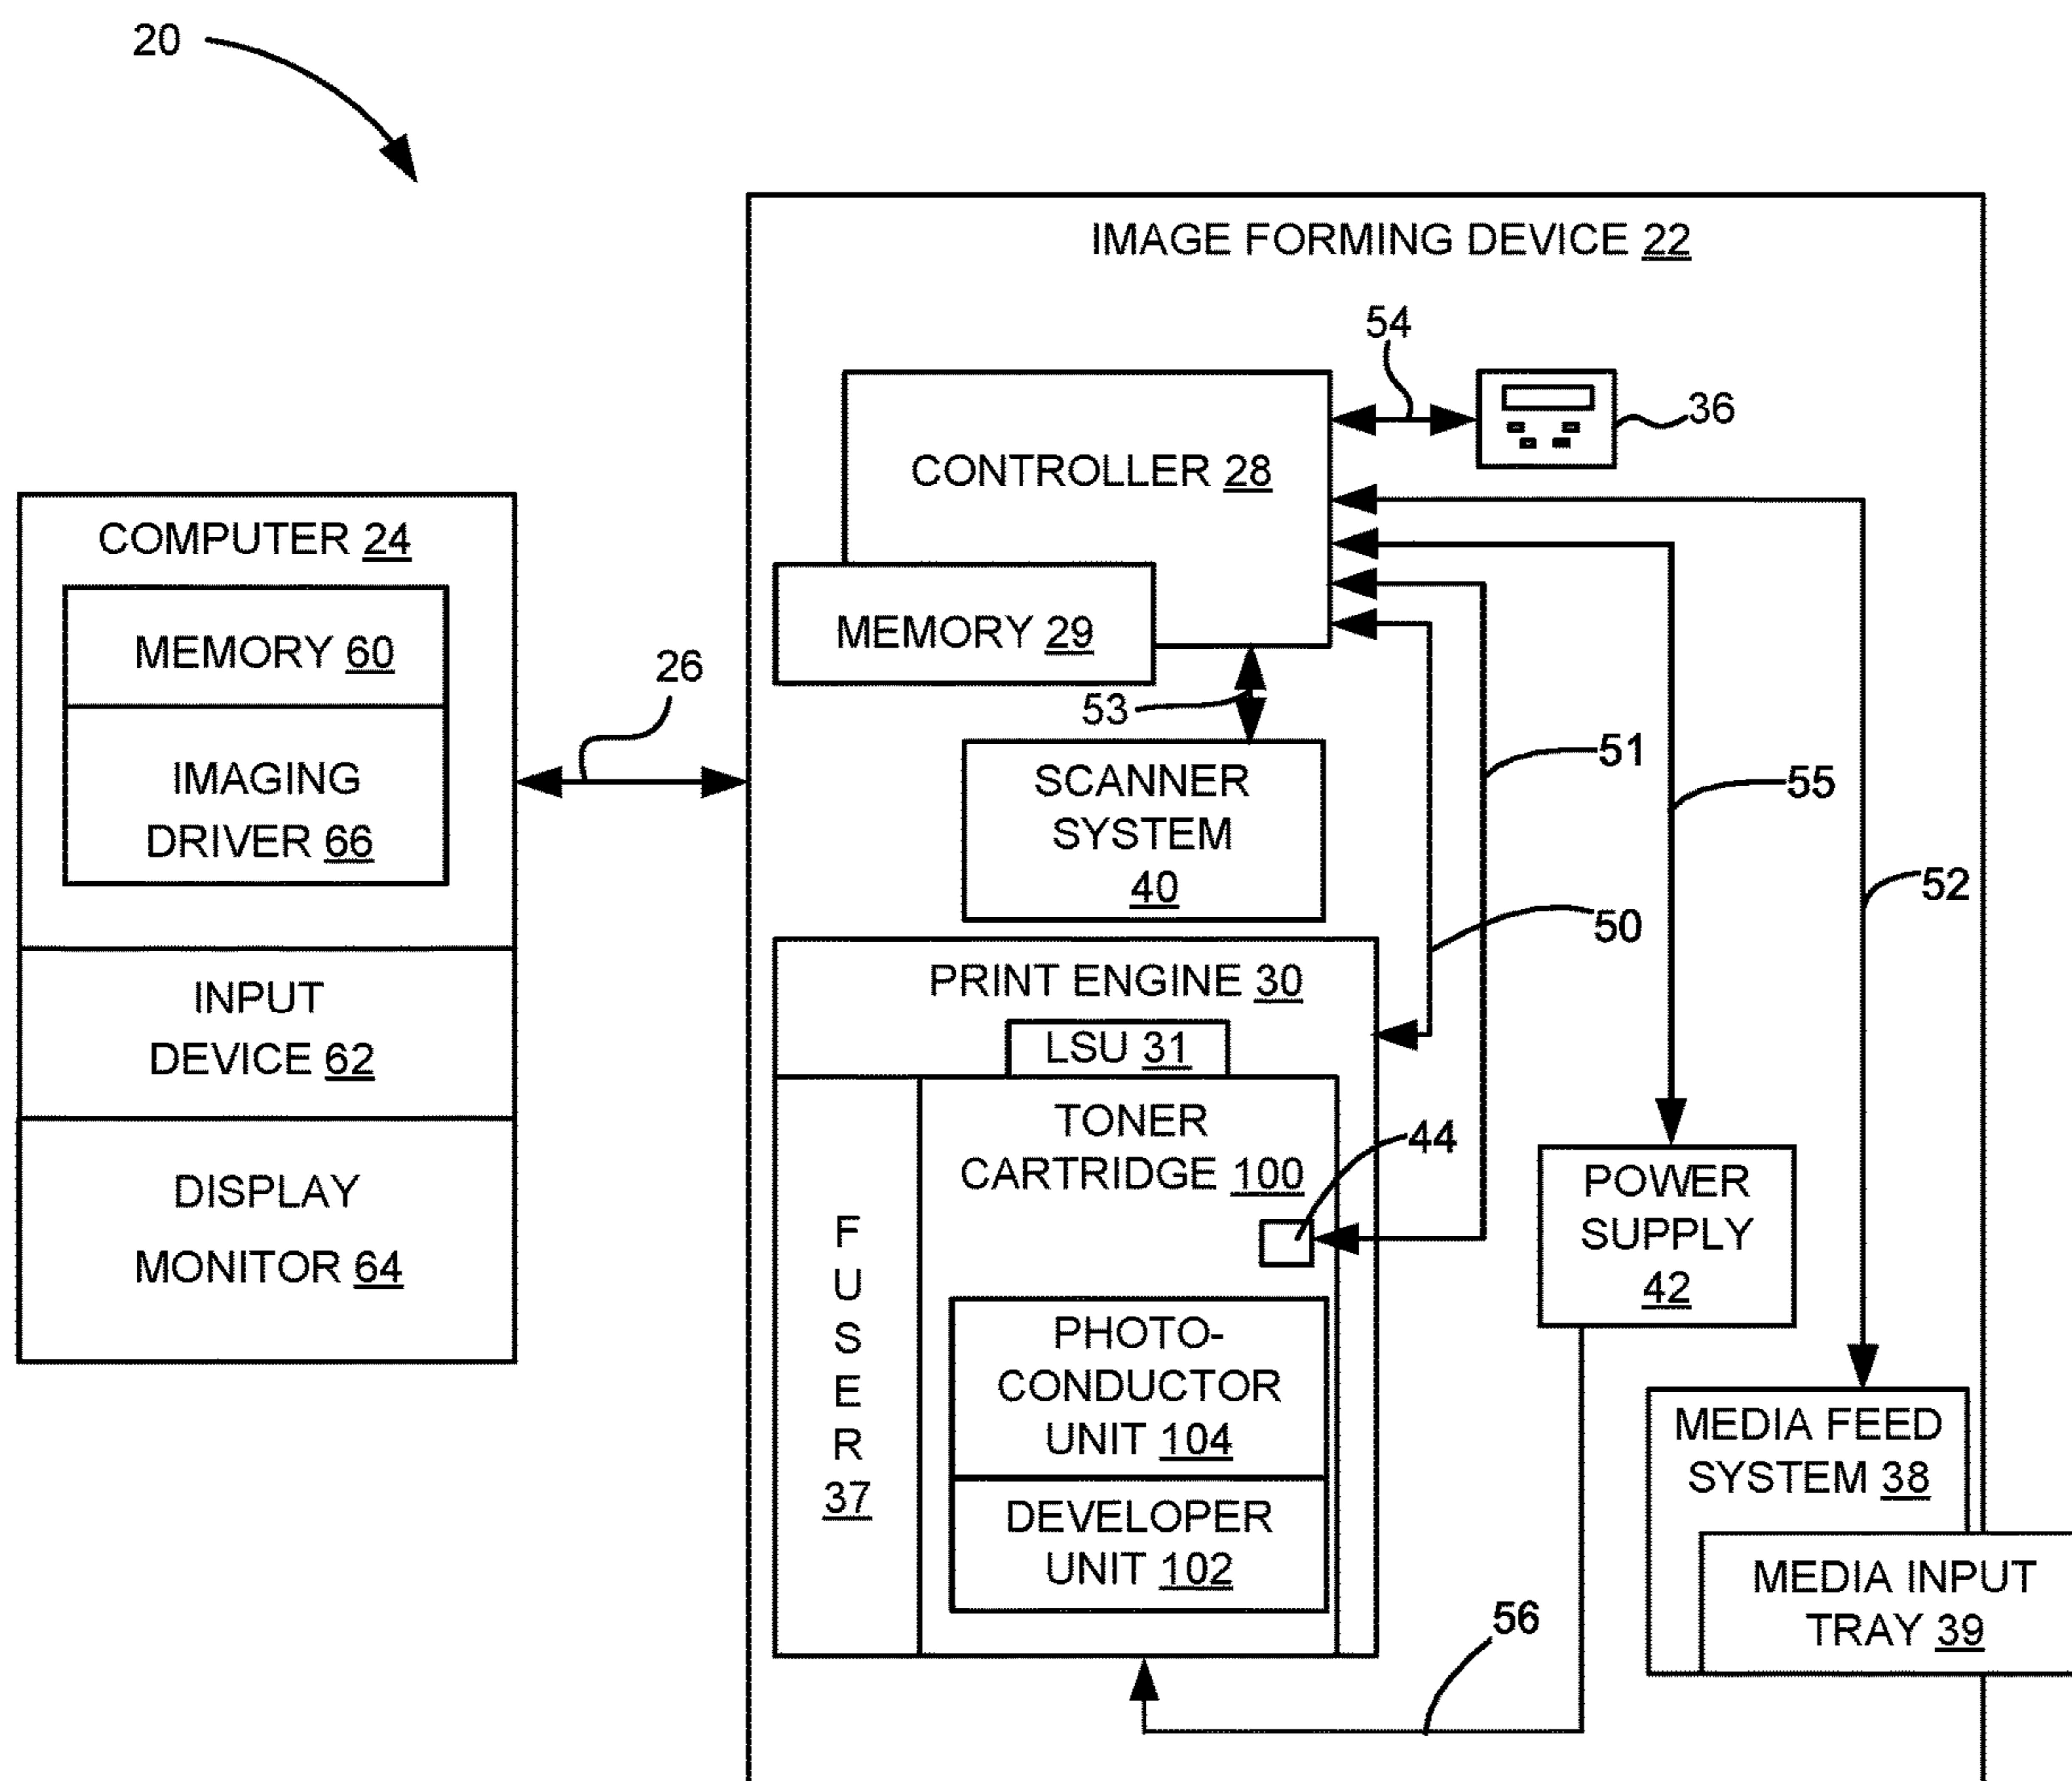 20
IMAGE FORMING DEVICE 22
54
36
CONTROLLER 28
MEMORY 29
53
COMPUTER 24
MEMORY 60
IMAGING
DRIVER 66
INPUT
DEVICE 62
DISPLAY
MONITOR 64
26
SCANNER
SYSTEM
40
51
55
52
50
PRINT ENGINE 30
LSU 31
TONER
CARTRIDGE 100
44
F
U
S
E
R
37
PHOTO-
CONDUCTOR
UNIT 104
DEVELOPER
UNIT 102
POWER
SUPPLY
42
MEDIA FEED
SYSTEM 38
MEDIA INPUT
TRAY 39
56